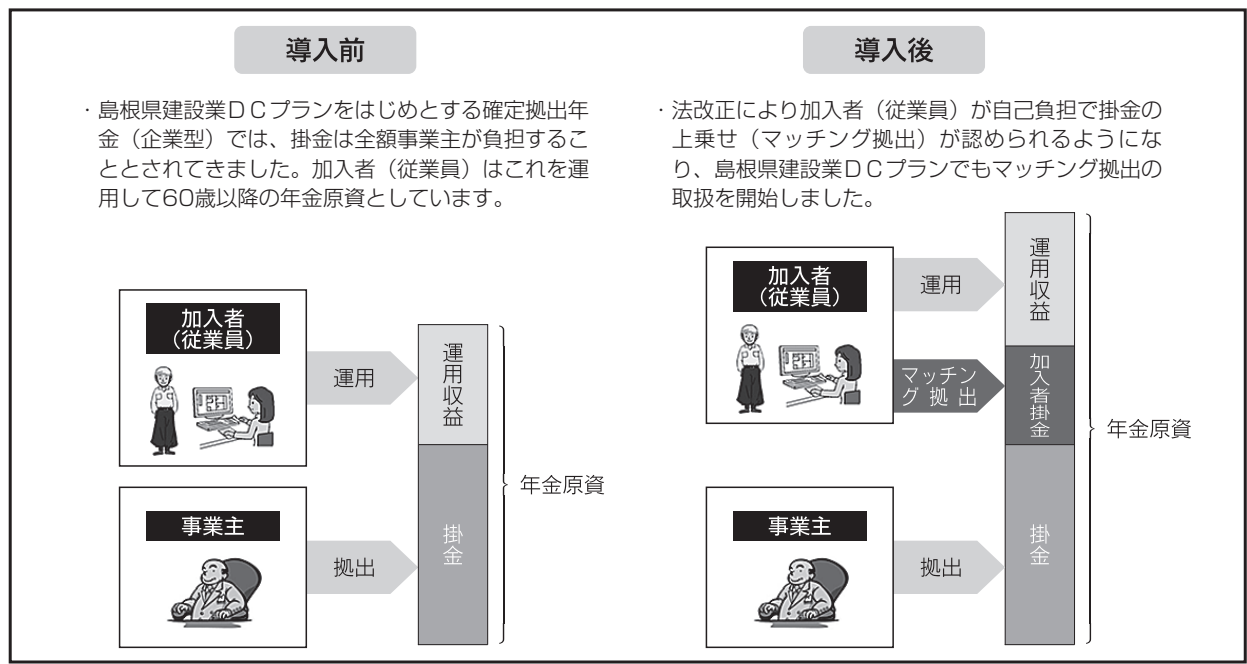 導入前
・島根県建設業DCプランをはじめとする確定拠出年
金（企業型）では、掛金は全額事業主が負担するこ
ととされてきました。加入者（従業員）はこれを運
用して60歳以降の年金原資としています。
加入者
（従業員）
運用
運用収益
事業主
拠出
掛金
年金原資
導入後
・法改正により加入者（従業員）が自己負担で掛金の
上乗せ（マッチング拠出）が認められるようにな
り、島根県建設業DCプランでもマッチング拠出の
取扱を開始しました。
加入者
（従業員）
運用
運用収益
マッチン
グ拠出
加入者掛金
事業主
拠出
掛金
年金原資